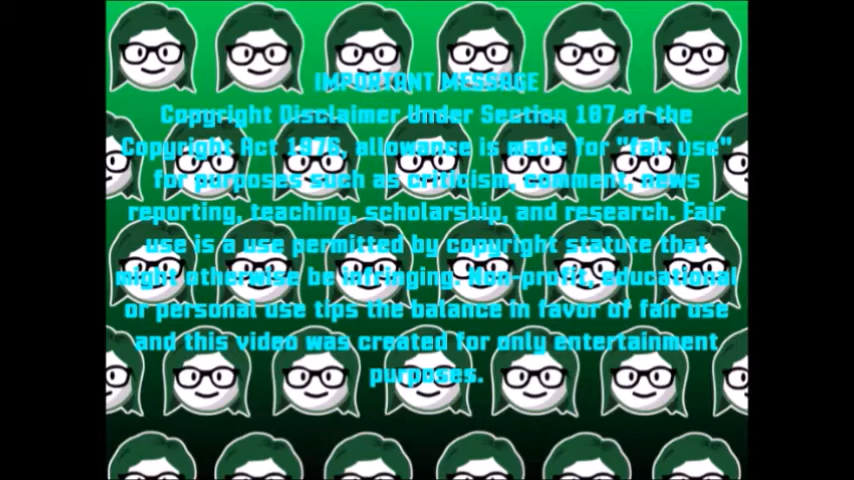 IMPORTANT MESSAGE
Copyright Disclaimer Under Section 107 of the
Copyright Act 1976, allowance is made for "fair use"
for purposes such as criticism, comment, news
reporting, teaching, scholarship, and research. Fair
use is a use permitted by copyright statute that
might otherwise be infringing. Non-profit, educational
or personal use tips the balance in favor of fair use
and this video was created for only entertainment
purposes.